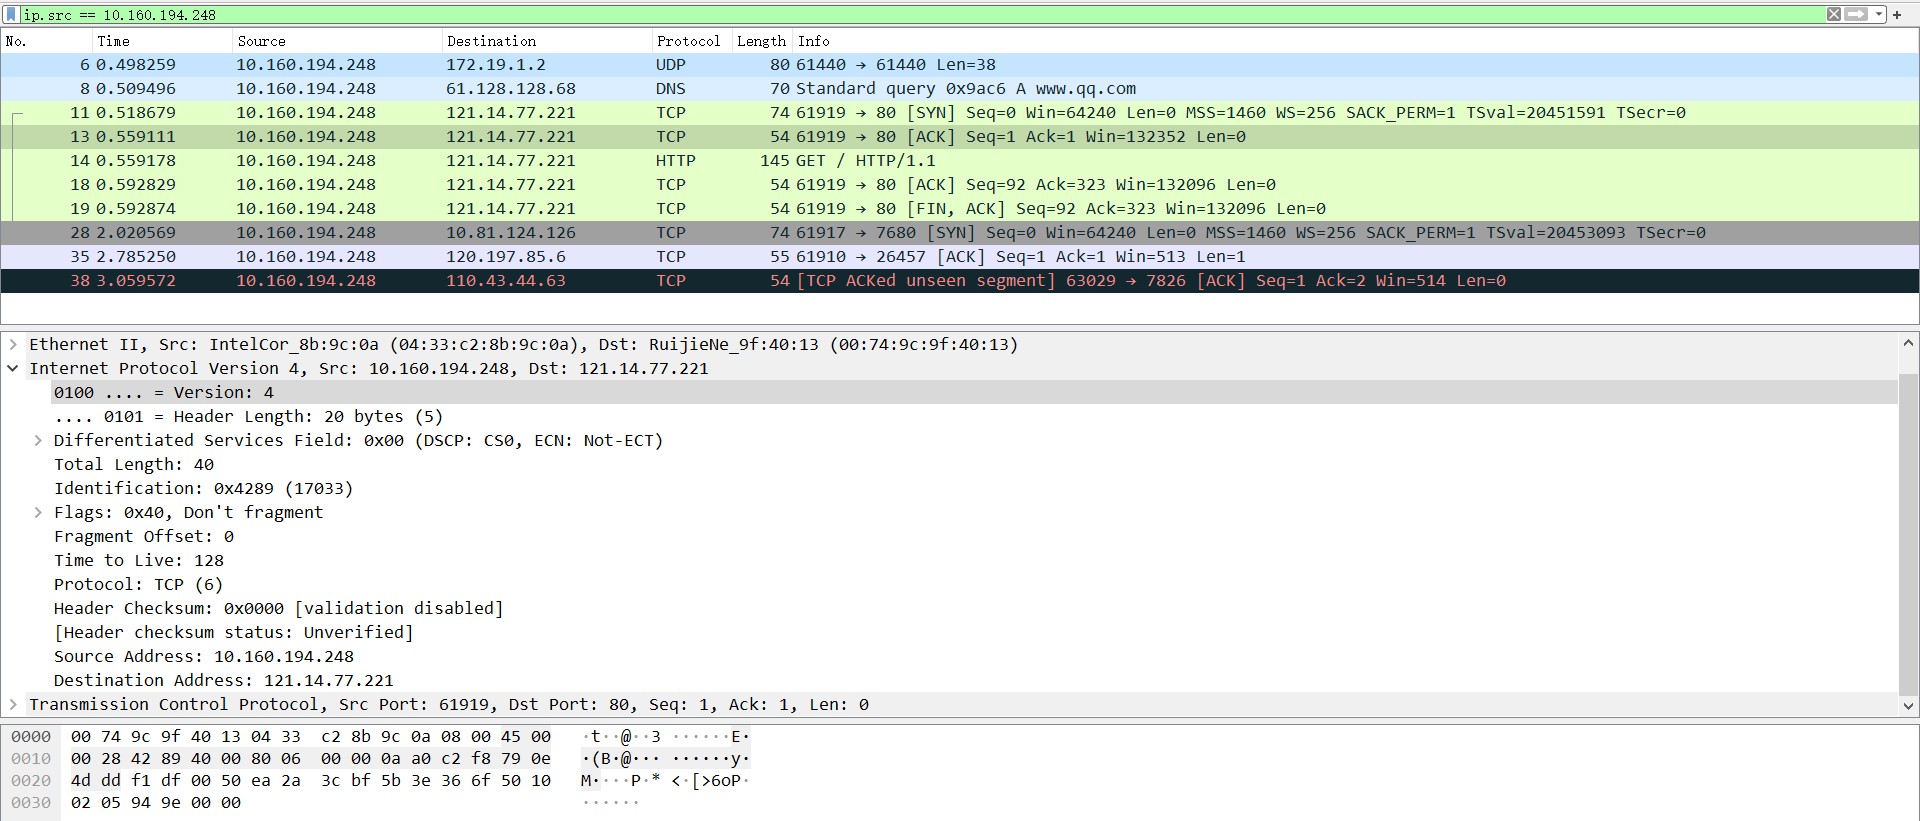 ip.src == 10.160.194.248
No. Time Source Destination Protocol Length Info
6 0.498259 10.160.194.248 172.19.1.2 UDP 80 61440 → 61440 Len=38
8 0.509496 10.160.194.248 61.128.128.68 DNS 70 Standard query 0x9ac6 A www.qq.com
11 0.518679 10.160.194.248 121.14.77.221 TCP 74 61919 → 80 [SYN] Seq=0 Win=64240 Len=0 MSS=1460 WS=256 SACK_PERM=1 TSval=20451591 TSecr=0
13 0.559111 10.160.194.248 121.14.77.221 TCP 54 61919 → 80 [ACK] Seq=1 Ack=1 Win=132352 Len=0
14 0.559178 10.160.194.248 121.14.77.221 HTTP 145 GET / HTTP/1.1
18 0.592829 10.160.194.248 121.14.77.221 TCP 54 61919 → 80 [ACK] Seq=92 Ack=323 Win=132096 Len=0
19 0.592874 10.160.194.248 121.14.77.221 TCP 54 61919 → 80 [FIN, ACK] Seq=92 Ack=323 Win=132096 Len=0
28 2.020569 10.160.194.248 10.81.124.126 TCP 74 61917 → 7680 [SYN] Seq=0 Win=64240 Len=0 MSS=1460 WS=256 SACK_PERM=1 TSval=20453093 TSecr=0
35 2.785250 10.160.194.248 120.197.85.6 TCP 55 61910 → 26457 [ACK] Seq=1 Ack=1 Win=513 Len=1
38 3.059572 10.160.194.248 110.43.44.63 TCP 54 [TCP ACKed unseen segment] 63029 → 7826 [ACK] Seq=1 Ack=2 Win=514 Len=0
Ethernet II, Src: IntelCor_8b:9c:0a (04:33:c2:8b:9c:0a), Dst: RuijieNe_9f:40:13 (00:74:9c:9f:40:13)
Internet Protocol Version 4, Src: 10.160.194.248, Dst: 121.14.77.221
0100 .... = Version: 4
.... 0101 = Header Length: 20 bytes (5)
Differentiated Services Field: 0x00 (DSCP: CS0, ECN: Not-ECT)
Total Length: 40
Identification: 0x4289 (17033)
Flags: 0x40, Don't fragment
Fragment Offset: 0
Time to Live: 128
Protocol: TCP (6)
Header Checksum: 0x0000 [validation disabled]
[Header checksum status: Unverified]
Source Address: 10.160.194.248
Destination Address: 121.14.77.221
Transmission Control Protocol, Src Port: 61919, Dst Port: 80, Seq: 1, Ack: 1, Len: 0
0000 00 74 9c 9f 40 13 04 33 c2 8b 9c 0a 08 00 45 00 ·t··@··3 ······E·
0010 00 28 42 89 40 00 80 06 00 00 0a a0 c2 f8 79 0e ·(B·@··· ······y·
0020 4d dd f1 df 00 50 ea 2a 3c bf 5b 3e 36 6f 50 10 M····P·* <·[>6oP·
0030 02 05 94 9e 00 00 ······